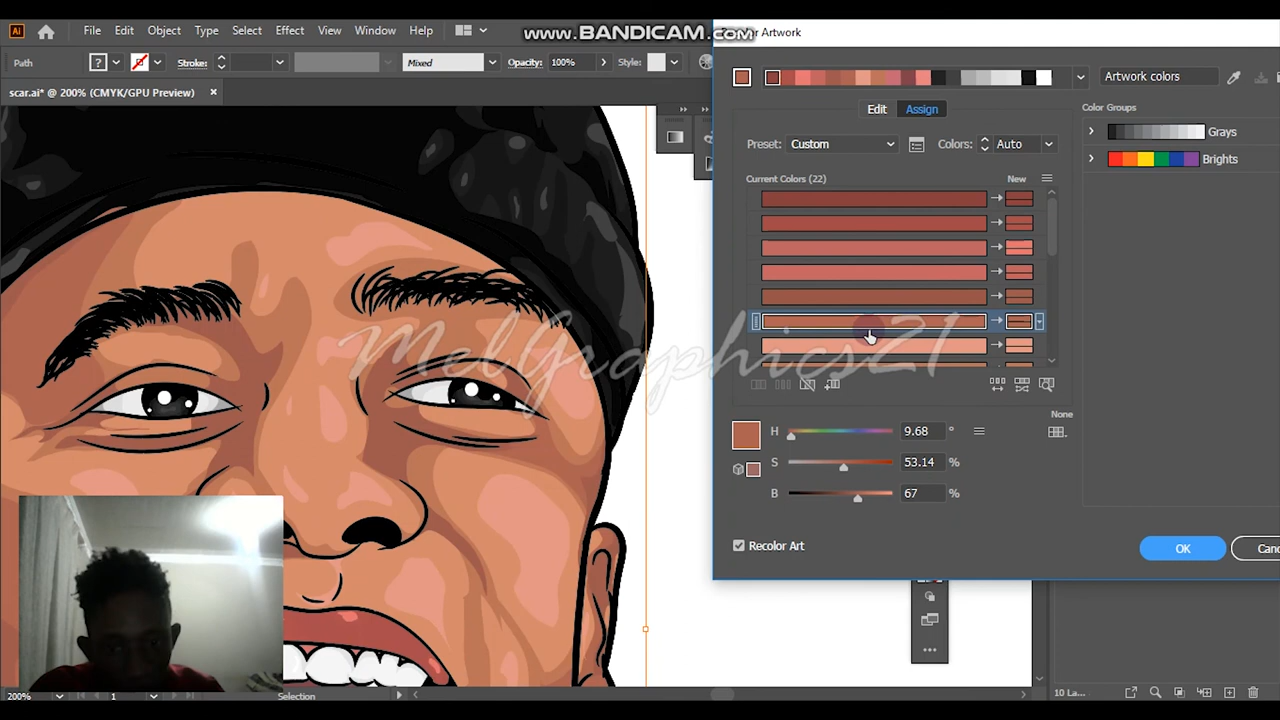 www.BANDICAM.com
Recolor Artwork
Ai File Edit Object Type Select Effect View Window Help
Path ? Stroke: Mixed Opacity: 100% Style:
Artwork colors
scar.ai* @ 200% (CMYK/GPU Preview) ×
Edit Assign
Color Groups
Grays
Brights
Preset: Custom Colors: Auto
Current Colors (22) New
MelGraphics21
None
H 9.68 °
S 53.14 %
B 67 %
Recolor Art
OK
Canc
200% 1 Selection
10 La...